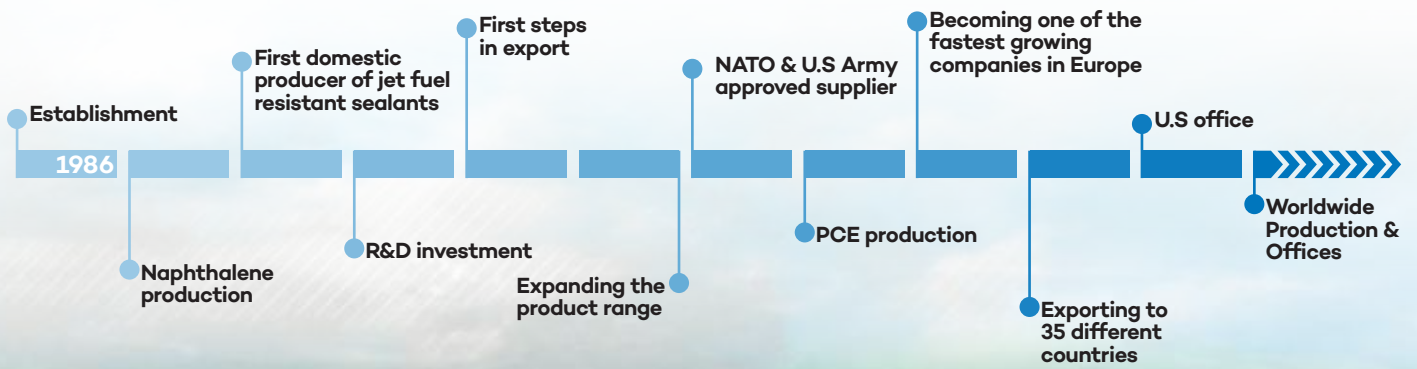 Establishment
1986
Naphthalene
production
First domestic
producer of jet fuel
resistant sealants
R&D investment
First steps
in export
Expanding the
product range
NATO & U.S Army
approved supplier
PCE production
Becoming one of the
fastest growing
companies in Europe
Exporting to
35 different
countries
U.S office
Worldwide
Production &
Offices